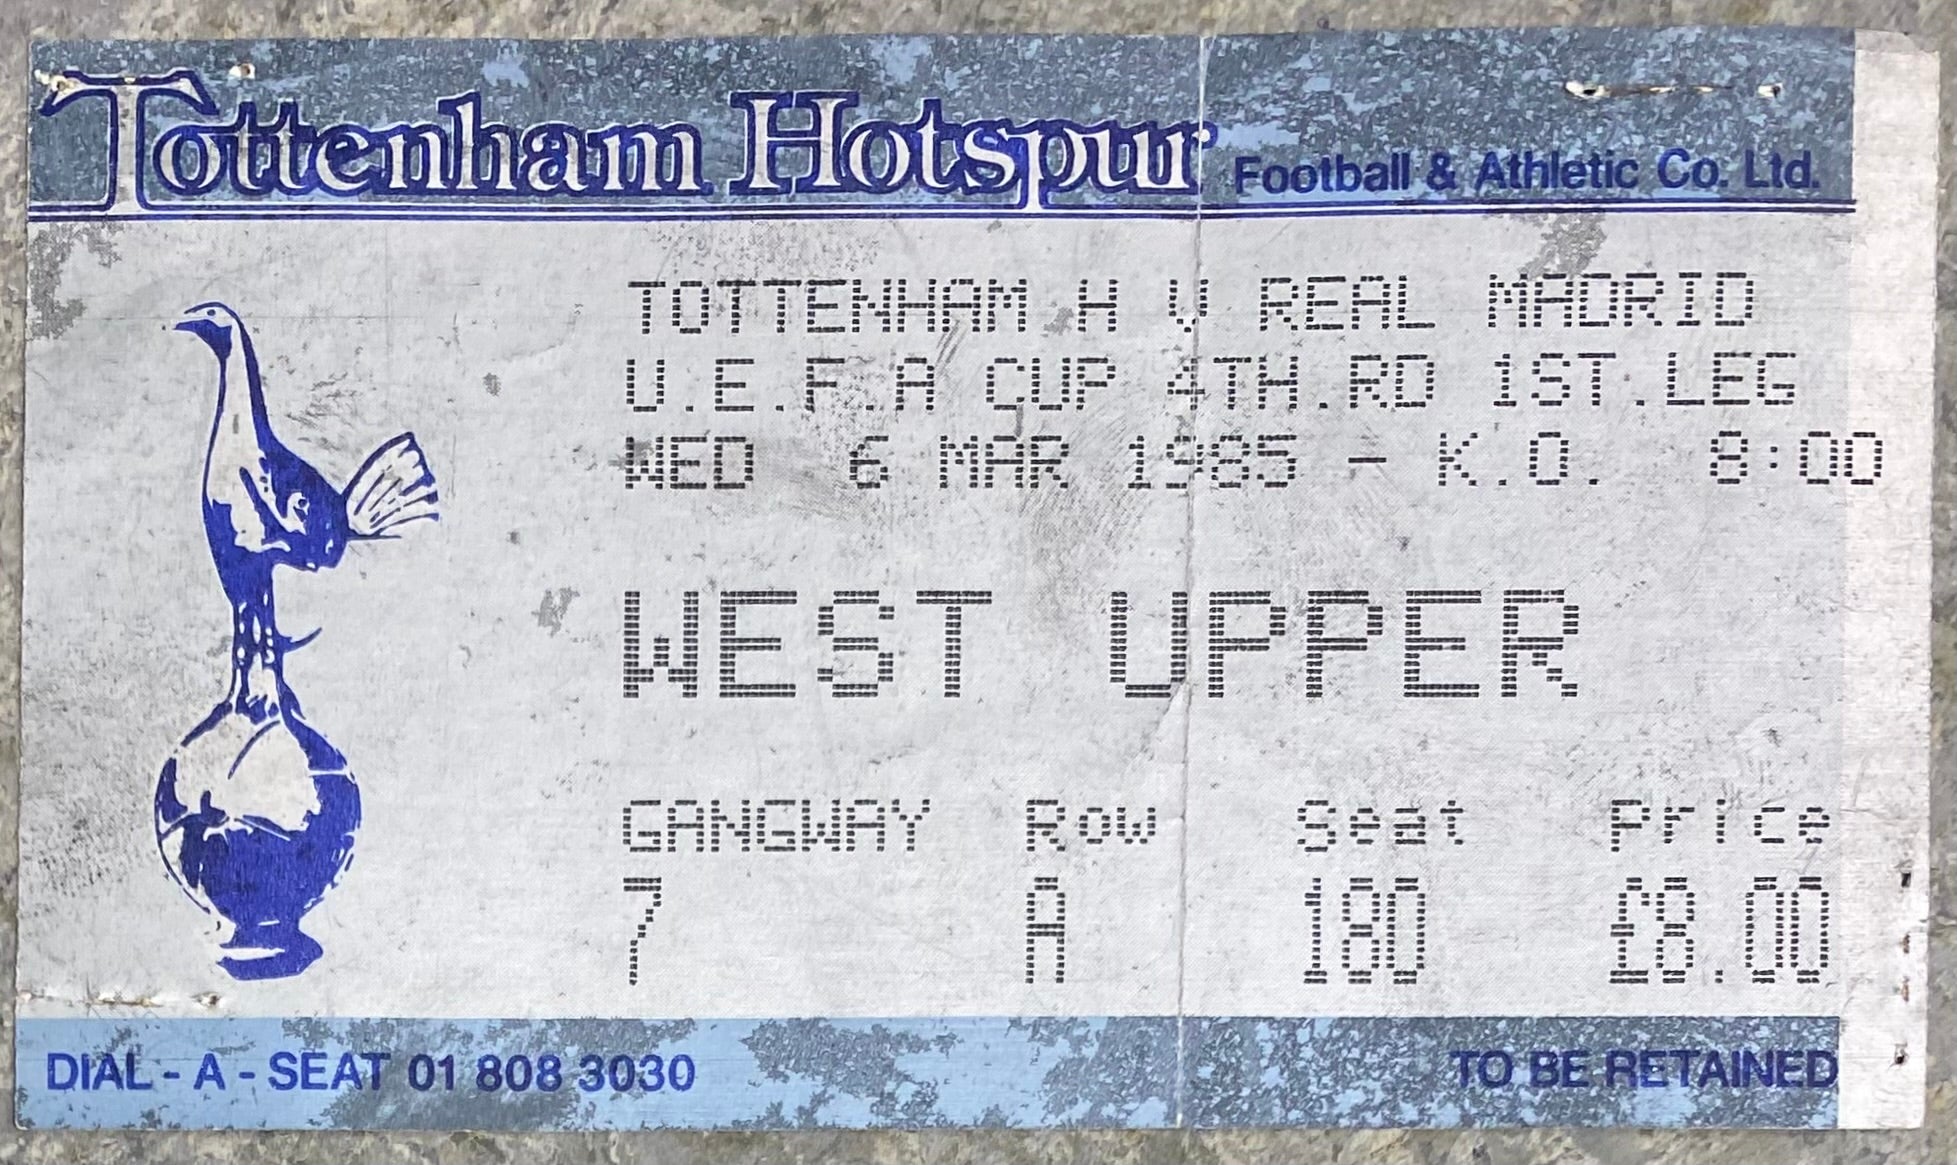 Tottenham Hotspur Football & Athletic Co. Ltd.
TOTTENHAM H V REAL MADRID
U.E.F.A CUP 4TH.RD 1ST.LEG
WED 6 MAR 1985 - K.O. 8:00
WEST UPPER
GANGWAY Row Seat Price
7 A 180 £8.00
DIAL - A - SEAT 01 808 3030 TO BE RETAINED